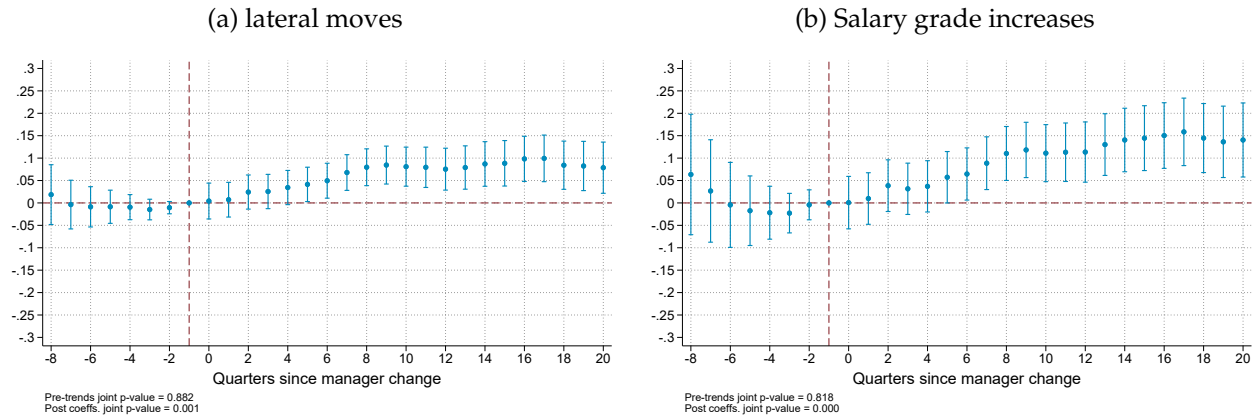 (a) lateral moves
.3
.25
.2
.15
.1
.05
0
-.05
-.1
-.15
-.2
-.25
-.3
-8 -6 -4 -2 0 2 4 6 8 10 12 14 16 18 20
Quarters since manager change
Pre-trends joint p-value = 0.882
Post coeffs. joint p-value = 0.001
(b) Salary grade increases
.3
.25
.2
.15
.1
.05
0
-.05
-.1
-.15
-.2
-.25
-.3
-8 -6 -4 -2 0 2 4 6 8 10 12 14 16 18 20
Quarters since manager change
Pre-trends joint p-value = 0.818
Post coeffs. joint p-value = 0.000